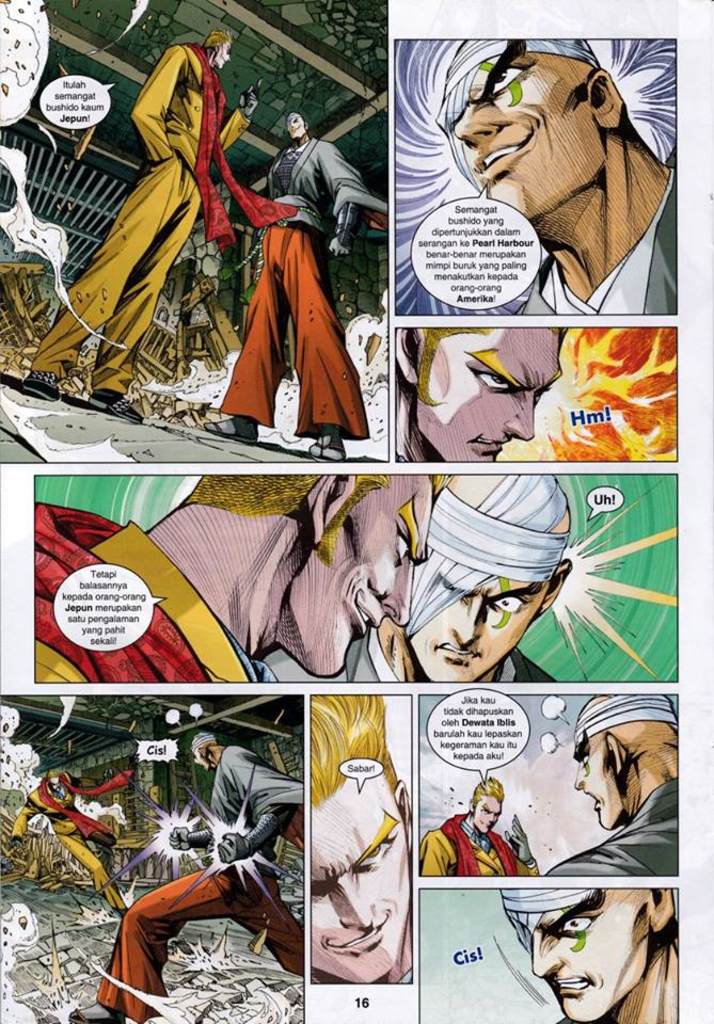 Itulah
semangat
bushido kaum
Jepun!
Semangat
bushido yang
dipertunjukkan dalam
serangan ke Pearl Harbour
benar-benar merupakan
mimpi buruk yang paling
menakutkan kepada
orang-orang
Amerika!
Hm!
Uh!
Tetapi
balasannya
kepada orang-orang
Jepun merupakan
satu pengalaman
yang pahit
sekali!
Cis!
Sabar!
Jika kau
tidak dihapuskan
oleh Dewata Iblis
barulah kau lepaskan
kegeraman kau itu
kepada aku!
Cis!
16